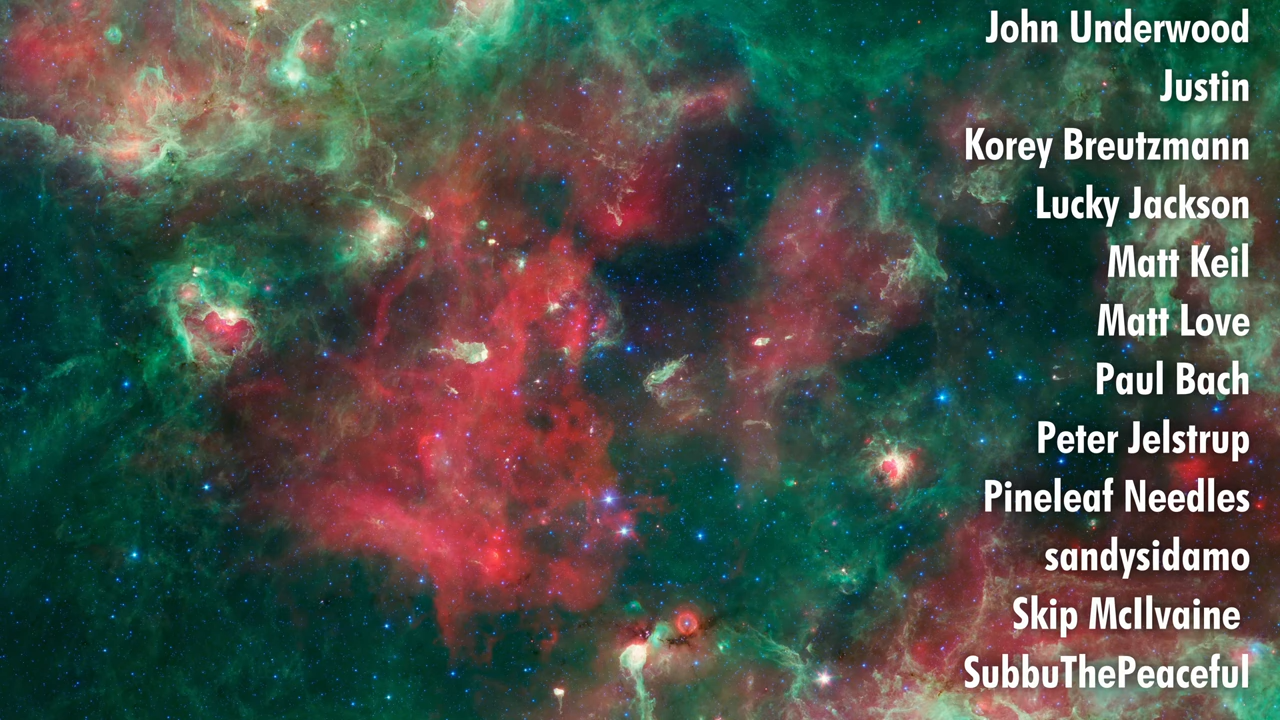 John Underwood
Justin
Korey Breutzmann
Lucky Jackson
Matt Keil
Matt Love
Paul Bach
Peter Jelstrup
Pineleaf Needles
sandysidamo
Skip McIlvaine
SubbuThePeaceful